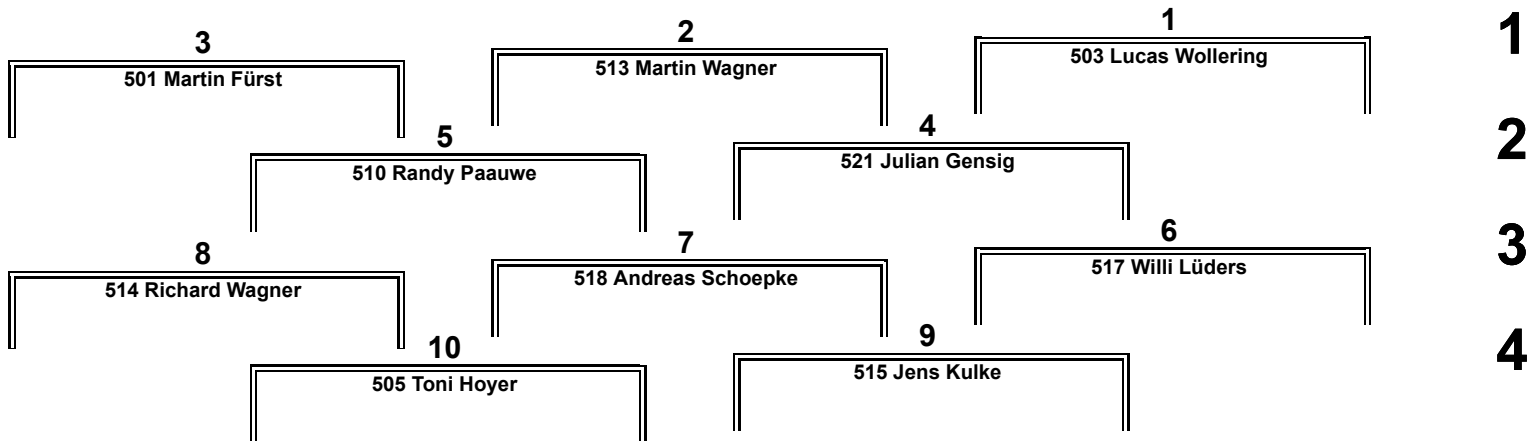 3 2 1 1
501 Martin Fürst 513 Martin Wagner 503 Lucas Wollering
5 4 2
510 Randy Paauwe 521 Julian Gensig
8 7 6 3
514 Richard Wagner 518 Andreas Schoepke 517 Willi Lüders
10 9 4
505 Toni Hoyer 515 Jens Kulke